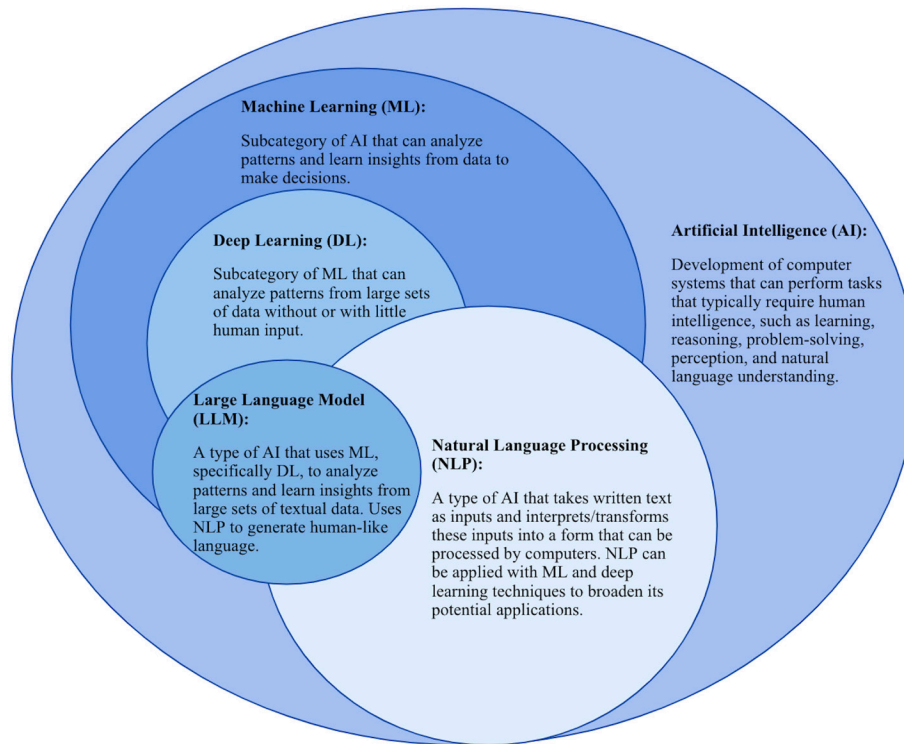 Machine Learning (ML):
Subcategory of AI that can analyze
patterns and learn insights from data to
make decisions.
Deep Learning (DL):
Subcategory of ML that can
analyze patterns from large sets
of data without or with little
human input.
Artificial Intelligence (AI):
Development of computer
systems that can perform tasks
that typically require human
intelligence, such as learning,
reasoning, problem-solving,
perception, and natural
language understanding.
Large Language Model
(LLM):
A type of AI that uses ML,
specifically DL, to analyze
patterns and learn insights from
large sets of textual data. Uses
NLP to generate human-like
language.
Natural Language Processing
(NLP):
A type of AI that takes written text
as inputs and interprets/transforms
these inputs into a form that can be
processed by computers. NLP can
be applied with ML and deep
learning techniques to broaden its
potential applications.